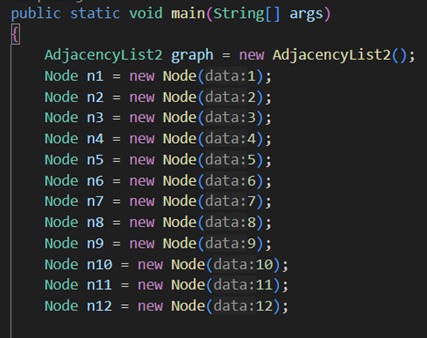 public static void main(String[] args)
{
AdjacencyList2 graph = new AdjacencyList2();
Node n1 = new Node(data:1);
Node n2 = new Node(data:2);
Node n3 = new Node(data:3);
Node n4 = new Node(data:4);
Node n5 = new Node(data:5);
Node n6 = new Node(data:6);
Node n7 = new Node(data:7);
Node n8 = new Node(data:8);
Node n9 = new Node(data:9);
Node n10 = new Node(data:10);
Node n11 = new Node(data:11);
Node n12 = new Node(data:12);